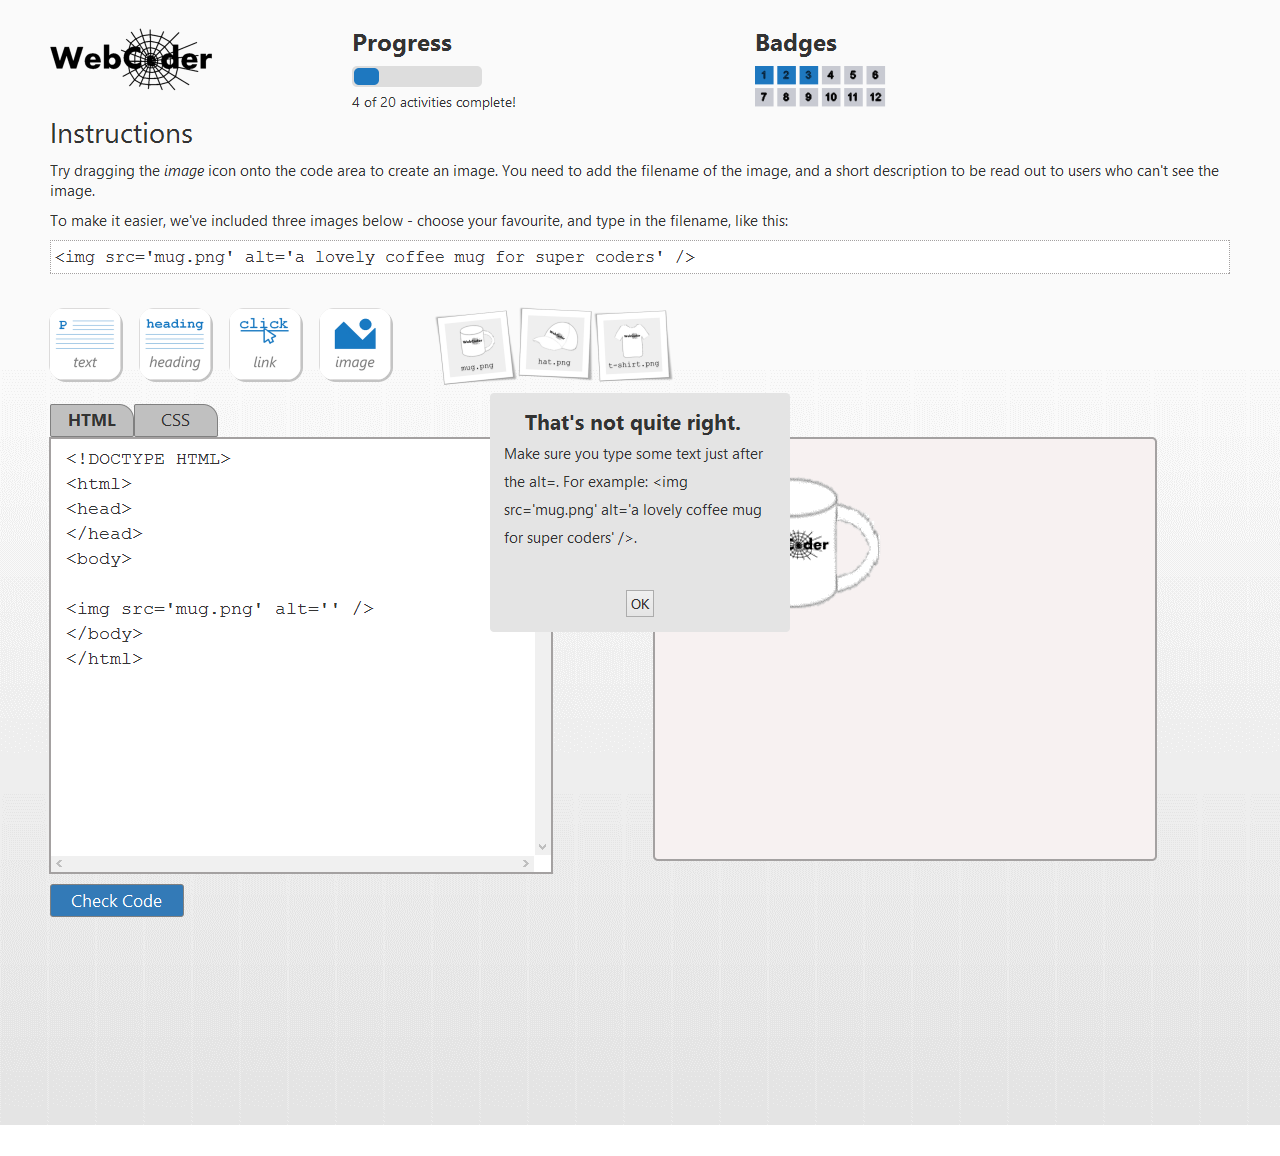 WebCoder
Progress
4 of 20 activities complete!
Badges
1 2 3 4 5 6
7 8 9 10 11 12
Instructions
Try dragging the image icon onto the code area to create an image. You need to add the filename of the image, and a short description to be read out to users who can't see the
image.
To make it easier, we've included three images below - choose your favourite, and type in the filename, like this:
<img src='mug.png' alt='a lovely coffee mug for super coders' />
P
text
heading
heading
click
link
image
mug.png
hat.png
t-shirt.png
HTML
CSS
<!DOCTYPE HTML>
<html>
<head>
</head>
<body>
<img src='mug.png' alt='' />
</body>
</html>
That's not quite right.
Make sure you type some text just after
the alt=. For example: <img
src='mug.png' alt='a lovely coffee mug
for super coders' />.
OK
Check Code